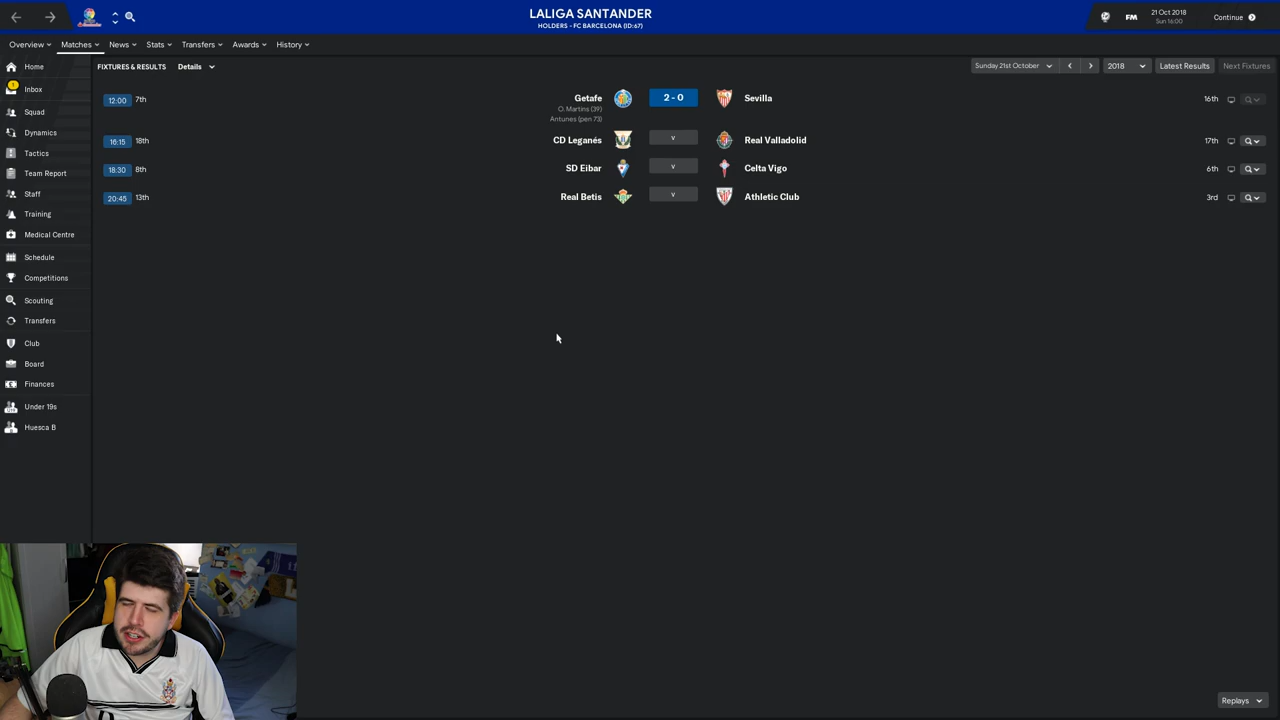 LALIGA SANTANDER
HOLDERS - FC BARCELONA (ID:67)
FM
21 Oct 2018
Sun 16:00
Continue
Overview
Matches
News
Stats
Transfers
Awards
History
Home
1
Inbox
Squad
Dynamics
Tactics
Team Report
Staff
Training
Medical Centre
Schedule
Competitions
Scouting
Transfers
Club
Board
Finances
Under 19s
Huesca B
FIXTURES & RESULTS
Details
Sunday 21st October
2018
Latest Results
Next Fixtures
12:00 7th Getafe 2 - 0 Sevilla 16th
O. Martins (39)
Antunes (pen 73)
16:15 18th CD Leganés v Real Valladolid 17th
18:30 8th SD Eibar v Celta Vigo 6th
20:45 13th Real Betis v Athletic Club 3rd
Replays